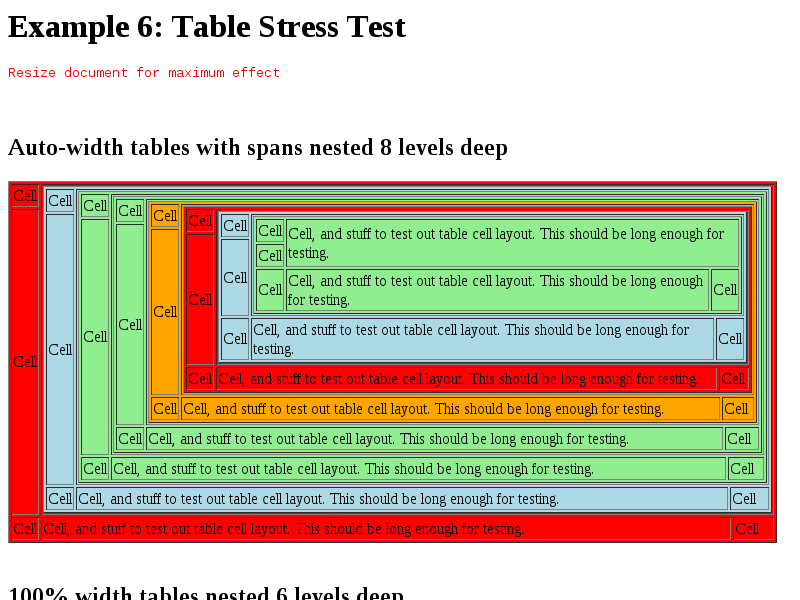 Example 6: Table Stress Test
Resize document for maximum effect
Auto-width tables with spans nested 8 levels deep
Cell
Cell
Cell
Cell
Cell
Cell
Cell
Cell
Cell, and stuff to test out table cell layout. This should be long enough for
testing.
Cell
Cell
Cell, and stuff to test out table cell layout. This should be long enough
for testing.
Cell
Cell
Cell
Cell, and stuff to test out table cell layout. This should be long enough for
testing.
Cell
Cell
Cell
Cell, and stuff to test out table cell layout. This should be long enough for testing.
Cell
Cell
Cell
Cell, and stuff to test out table cell layout. This should be long enough for testing.
Cell
Cell
Cell
Cell, and stuff to test out table cell layout. This should be long enough for testing.
Cell
Cell
Cell
Cell, and stuff to test out table cell layout. This should be long enough for testing.
Cell
Cell
Cell
Cell, and stuff to test out table cell layout. This should be long enough for testing.
Cell
Cell
Cell
Cell, and stuff to test out table cell layout. This should be long enough for testing.
Cell
100% width tables nested 6 levels deep